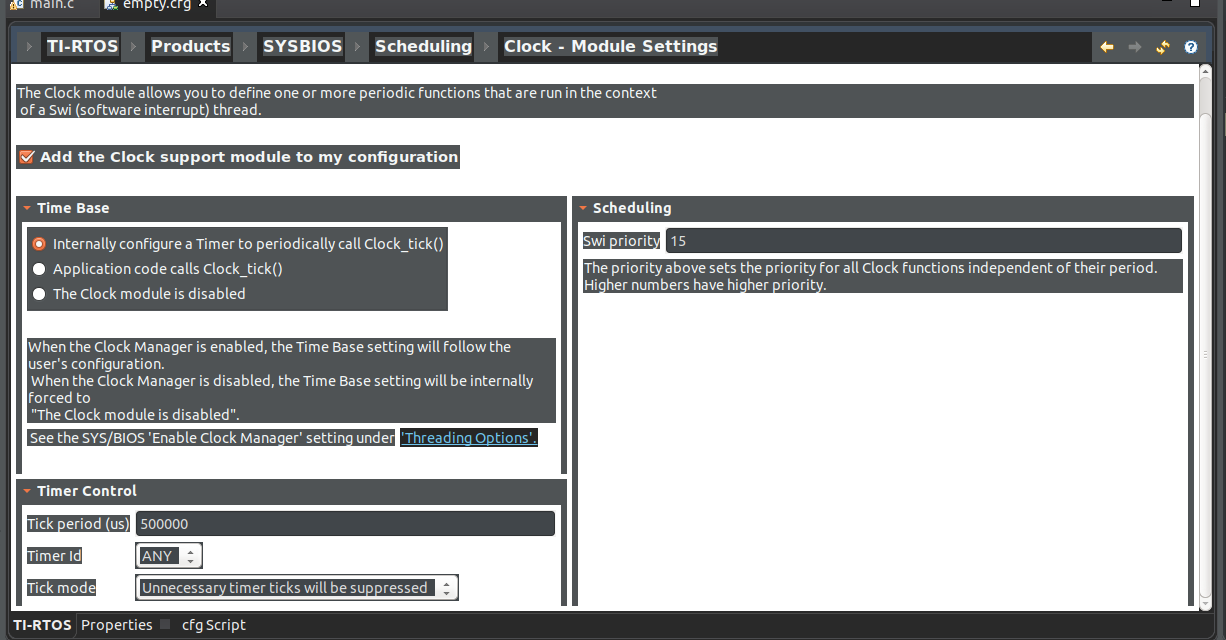 main.c
empty.cfg
TI-RTOS
Products
SYSBIOS
Scheduling
Clock - Module Settings
The Clock module allows you to define one or more periodic functions that are run in the context
of a Swi (software interrupt) thread.
Add the Clock support module to my configuration
Time Base
Internally configure a Timer to periodically call Clock_tick()
Application code calls Clock_tick()
The Clock module is disabled
When the Clock Manager is enabled, the Time Base setting will follow the
user's configuration.
When the Clock Manager is disabled, the Time Base setting will be internally
forced to
"The Clock module is disabled".
See the SYS/BIOS 'Enable Clock Manager' setting under 'Threading Options'.
Timer Control
Tick period (us) 500000
Timer Id ANY
Tick mode Unnecessary timer ticks will be suppressed
Scheduling
Swi priority 15
The priority above sets the priority for all Clock functions independent of their period.
Higher numbers have higher priority.
TI-RTOS Properties cfg Script